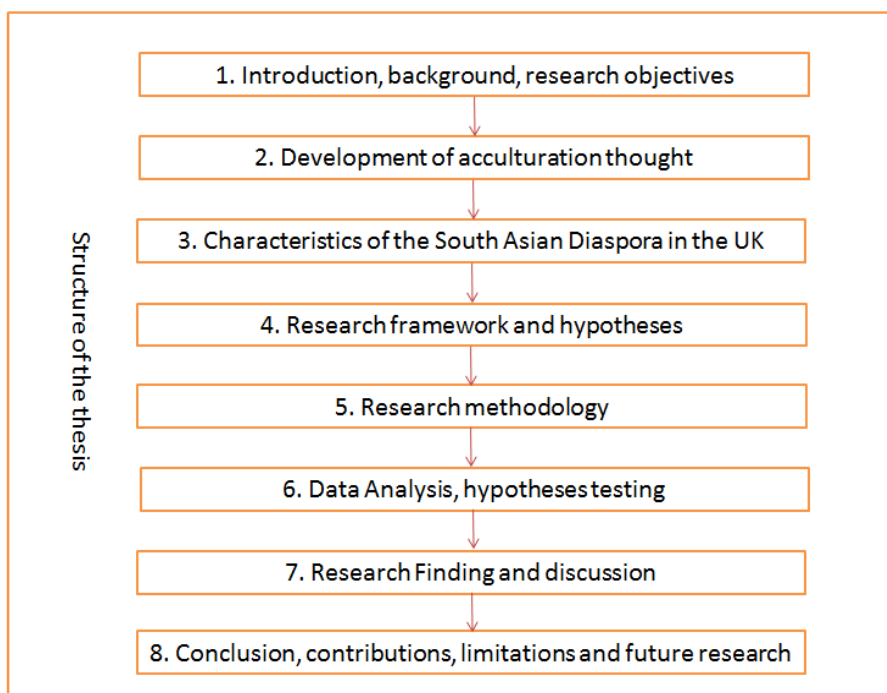 Structure of the thesis
1. Introduction, background, research objectives
2. Development of acculturation thought
3. Characteristics of the South Asian Diaspora in the UK
4. Research framework and hypotheses
5. Research methodology
6. Data Analysis, hypotheses testing
7. Research Finding and discussion
8. Conclusion, contributions, limitations and future research